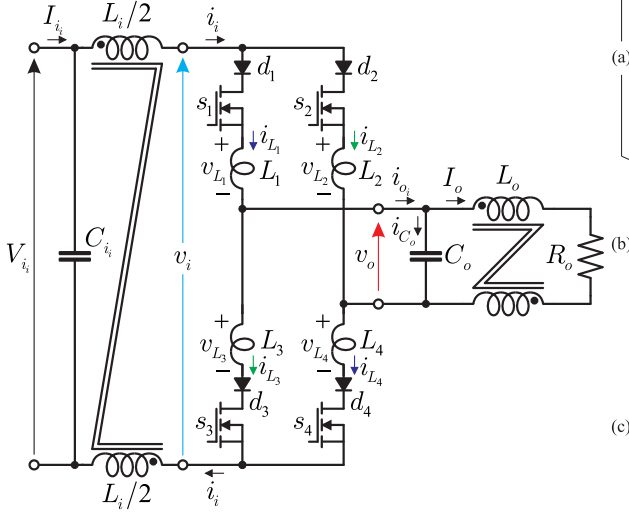 I_{i_i} L_i/2 i_i
d_1 d_2
s_1 s_2
+ i_{L_1} + i_{L_2}
v_{L_1} L_1 v_{L_2} L_2
− −
i_{o_i} I_o L_o
i_{C_o}
V_{i_i} C_{i_i} v_i v_o C_o R_o
+ +
v_{L_3} L_3 v_{L_4} L_4
− i_{L_3} − i_{L_4}
d_3 d_4
s_3 s_4
L_i/2 i_i
(a)
(b)
(c)